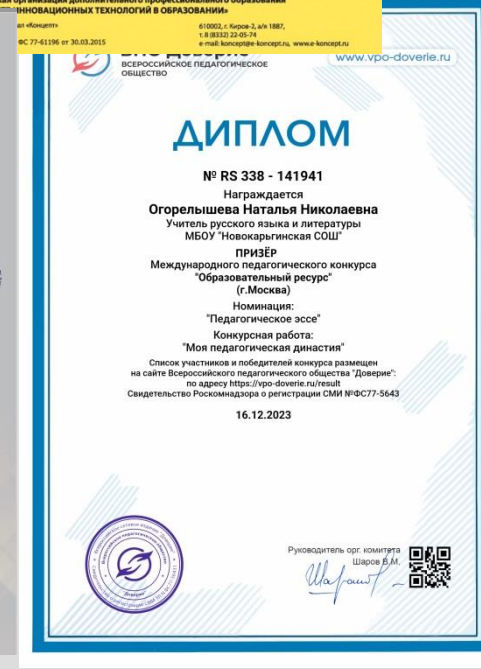 ая организация дополнительного профессионального образования
ИННОВАЦИОННЫХ ТЕХНОЛОГИЙ В ОБРАЗОВАНИИ»
ал «Концепт»
ФС 77-61196 от 30.03.2015
610002, г. Киров-2, а/я 1887,
т. 8 (8332) 22-05-74
e-mail: koncept@e-koncept.ru, www.e-koncept.ru
ВСЕРОССИЙСКОЕ ПЕДАГОГИЧЕСКОЕ
ОБЩЕСТВО
www.vpo-doverie.ru
ДИПЛОМ
№ RS 338 - 141941
Награждается
Огорелышева Наталья Николаевна
Учитель русского языка и литературы
МБОУ "Новокарьгинская СОШ"
ПРИЗЁР
Международного педагогического конкурса
"Образовательный ресурс"
(г.Москва)
Номинация:
"Педагогическое эссе"
Конкурсная работа:
"Моя педагогическая династия"
Список участников и победителей конкурса размещен
на сайте Всероссийского педагогического общества "Доверие":
по адресу https://vpo-doverie.ru/result
Свидетельство Роскомнадзора о регистрации СМИ №ФС77-5643
16.12.2023
Руководитель орг. комитета
Шаров В.М.